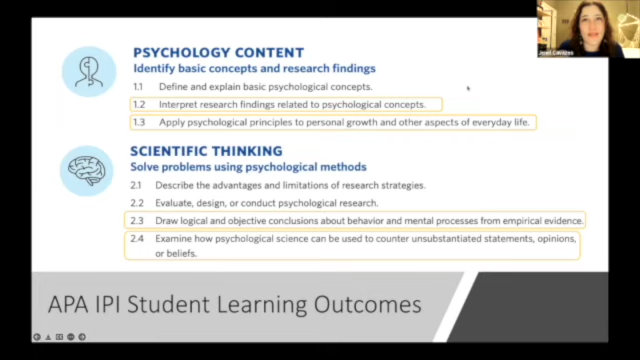 PSYCHOLOGY CONTENT
Identify basic concepts and research findings
1.1 Define and explain basic psychological concepts.
1.2 Interpret research findings related to psychological concepts.
1.3 Apply psychological principles to personal growth and other aspects of everyday life.
SCIENTIFIC THINKING
Solve problems using psychological methods
2.1 Describe the advantages and limitations of research strategies.
2.2 Evaluate, design, or conduct psychological research.
2.3 Draw logical and objective conclusions about behavior and mental processes from empirical evidence.
2.4 Examine how psychological science can be used to counter unsubstantiated statements, opinions,
or beliefs.
APA IPI Student Learning Outcomes